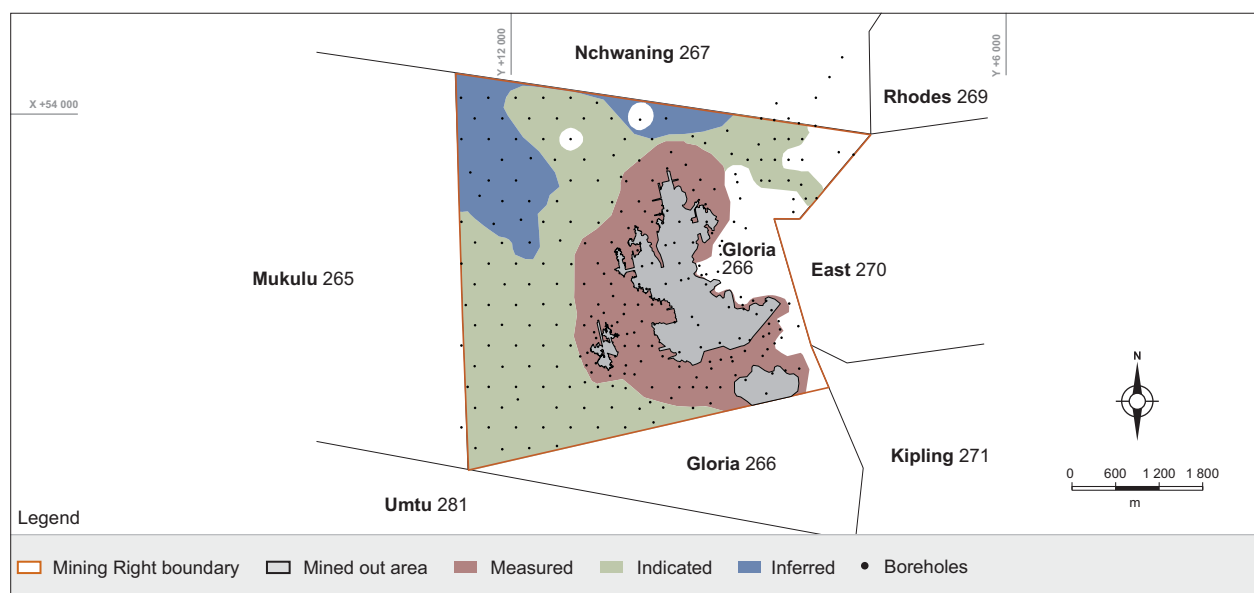 Nchwaning 267
Y +12 000
Y +6 000
X +54 000
Rhodes 269
Gloria
266
East 270
Mukulu 265
N
Gloria 266
Kipling 271
0 600 1 200 1 800
m
Umtu 281
Legend
Mining Right boundary Mined out area Measured Indicated Inferred Boreholes